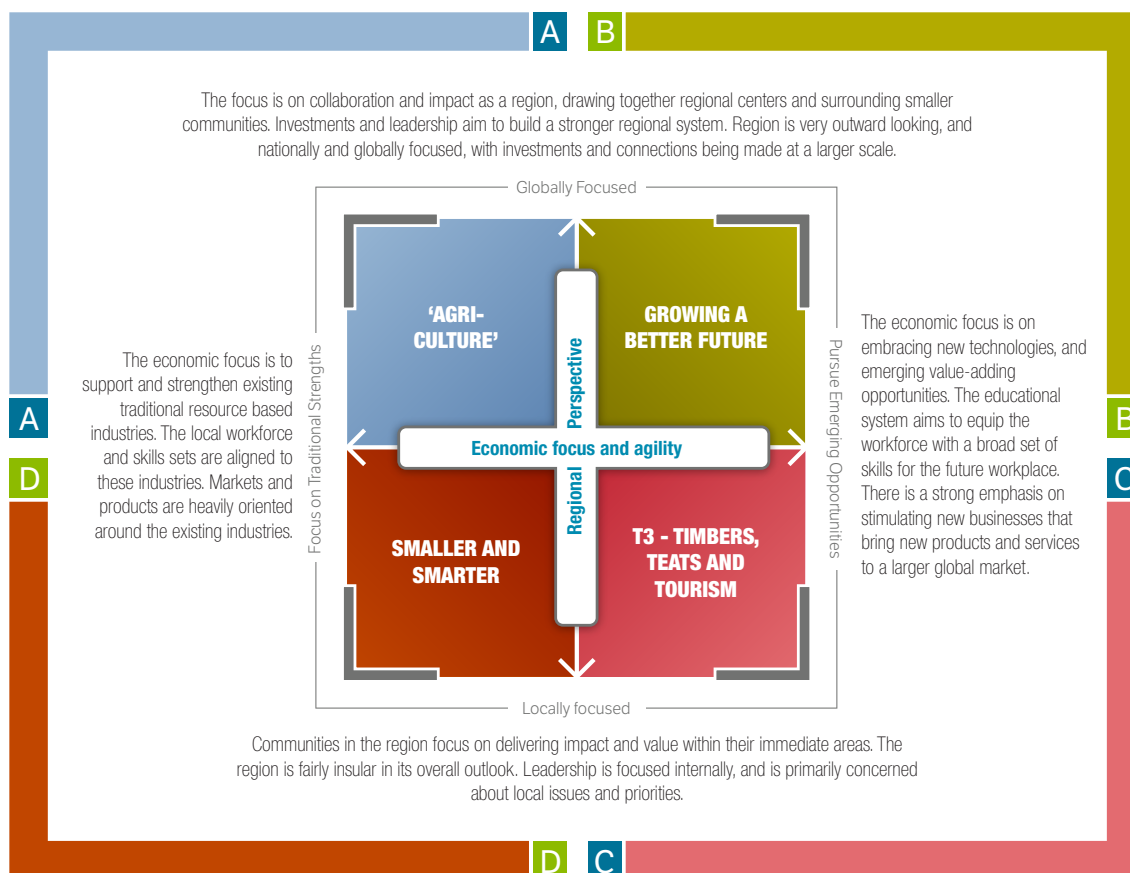 A B
The focus is on collaboration and impact as a region, drawing together regional centers and surrounding smaller
communities. Investments and leadership aim to build a stronger regional system. Region is very outward looking, and
nationally and globally focused, with investments and connections being made at a larger scale.
Globally Focused
‘AGRI-
CULTURE’
GROWING A
BETTER FUTURE
The economic focus is to
support and strengthen existing
traditional resource based
industries. The local workforce
and skills sets are aligned to
these industries. Markets and
products are heavily oriented
around the existing industries.
Focus on Traditional Strengths
Regional Perspective
Economic focus and agility
Pursue Emerging Opportunities
The economic focus is on
embracing new technologies, and
emerging value-adding
opportunities. The educational
system aims to equip the
workforce with a broad set of
skills for the future workplace.
There is a strong emphasis on
stimulating new businesses that
bring new products and services
to a larger global market.
A
D
B
C
SMALLER AND
SMARTER
T3 - TIMBERS,
TEATS AND
TOURISM
Locally focused
Communities in the region focus on delivering impact and value within their immediate areas. The
region is fairly insular in its overall outlook. Leadership is focused internally, and is primarily concerned
about local issues and priorities.
D C